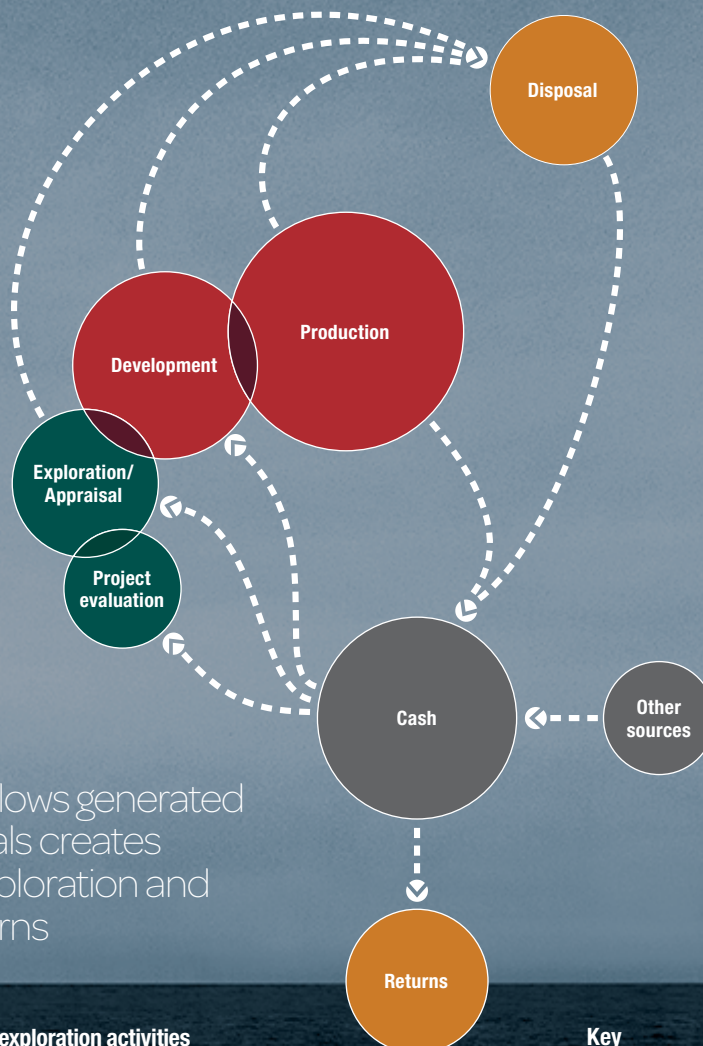 Disposal
Production
Development
Exploration/
Appraisal
Project
evaluation
Cash
Other
sources
lows generated
als creates
ploration and
rns
Returns
exploration activities
Key